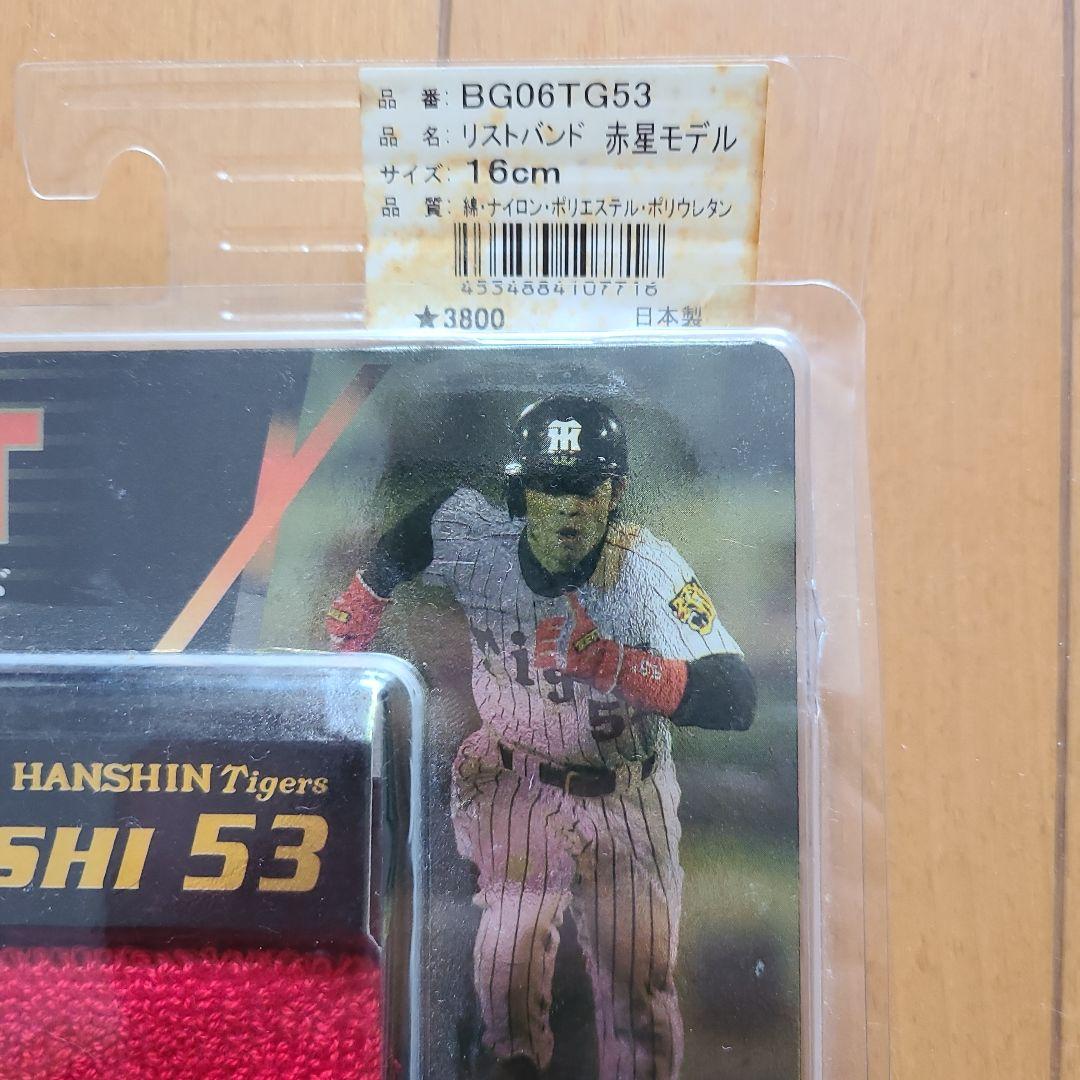 品 番: BG06TG53
品 名: リストバンド 赤星モデル
サイズ: 16cm
品 質: 綿・ナイロン・ポリエステル・ポリウレタン
4534884107716
★3800 日本製
T
Tigers
53
HANSHIN Tigers
SHI 53